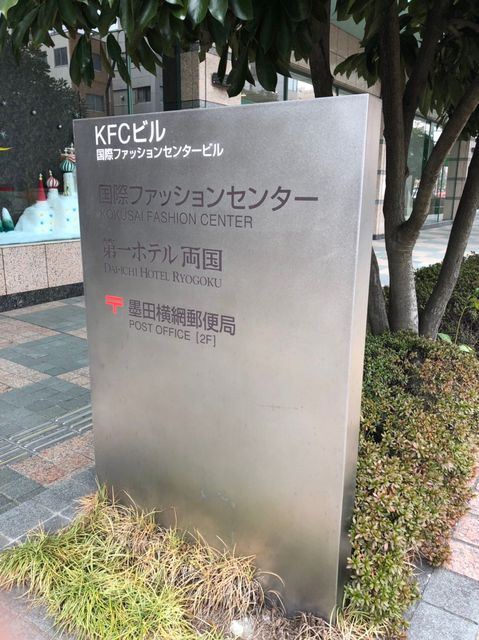 KFCビル
国際ファッションセンタービル
国際ファッションセンター
KOKUSAI FASHION CENTER
第一ホテル両国
DAI-ICHI HOTEL RYOGOKU
〒 墨田横網郵便局
POST OFFICE [2F]